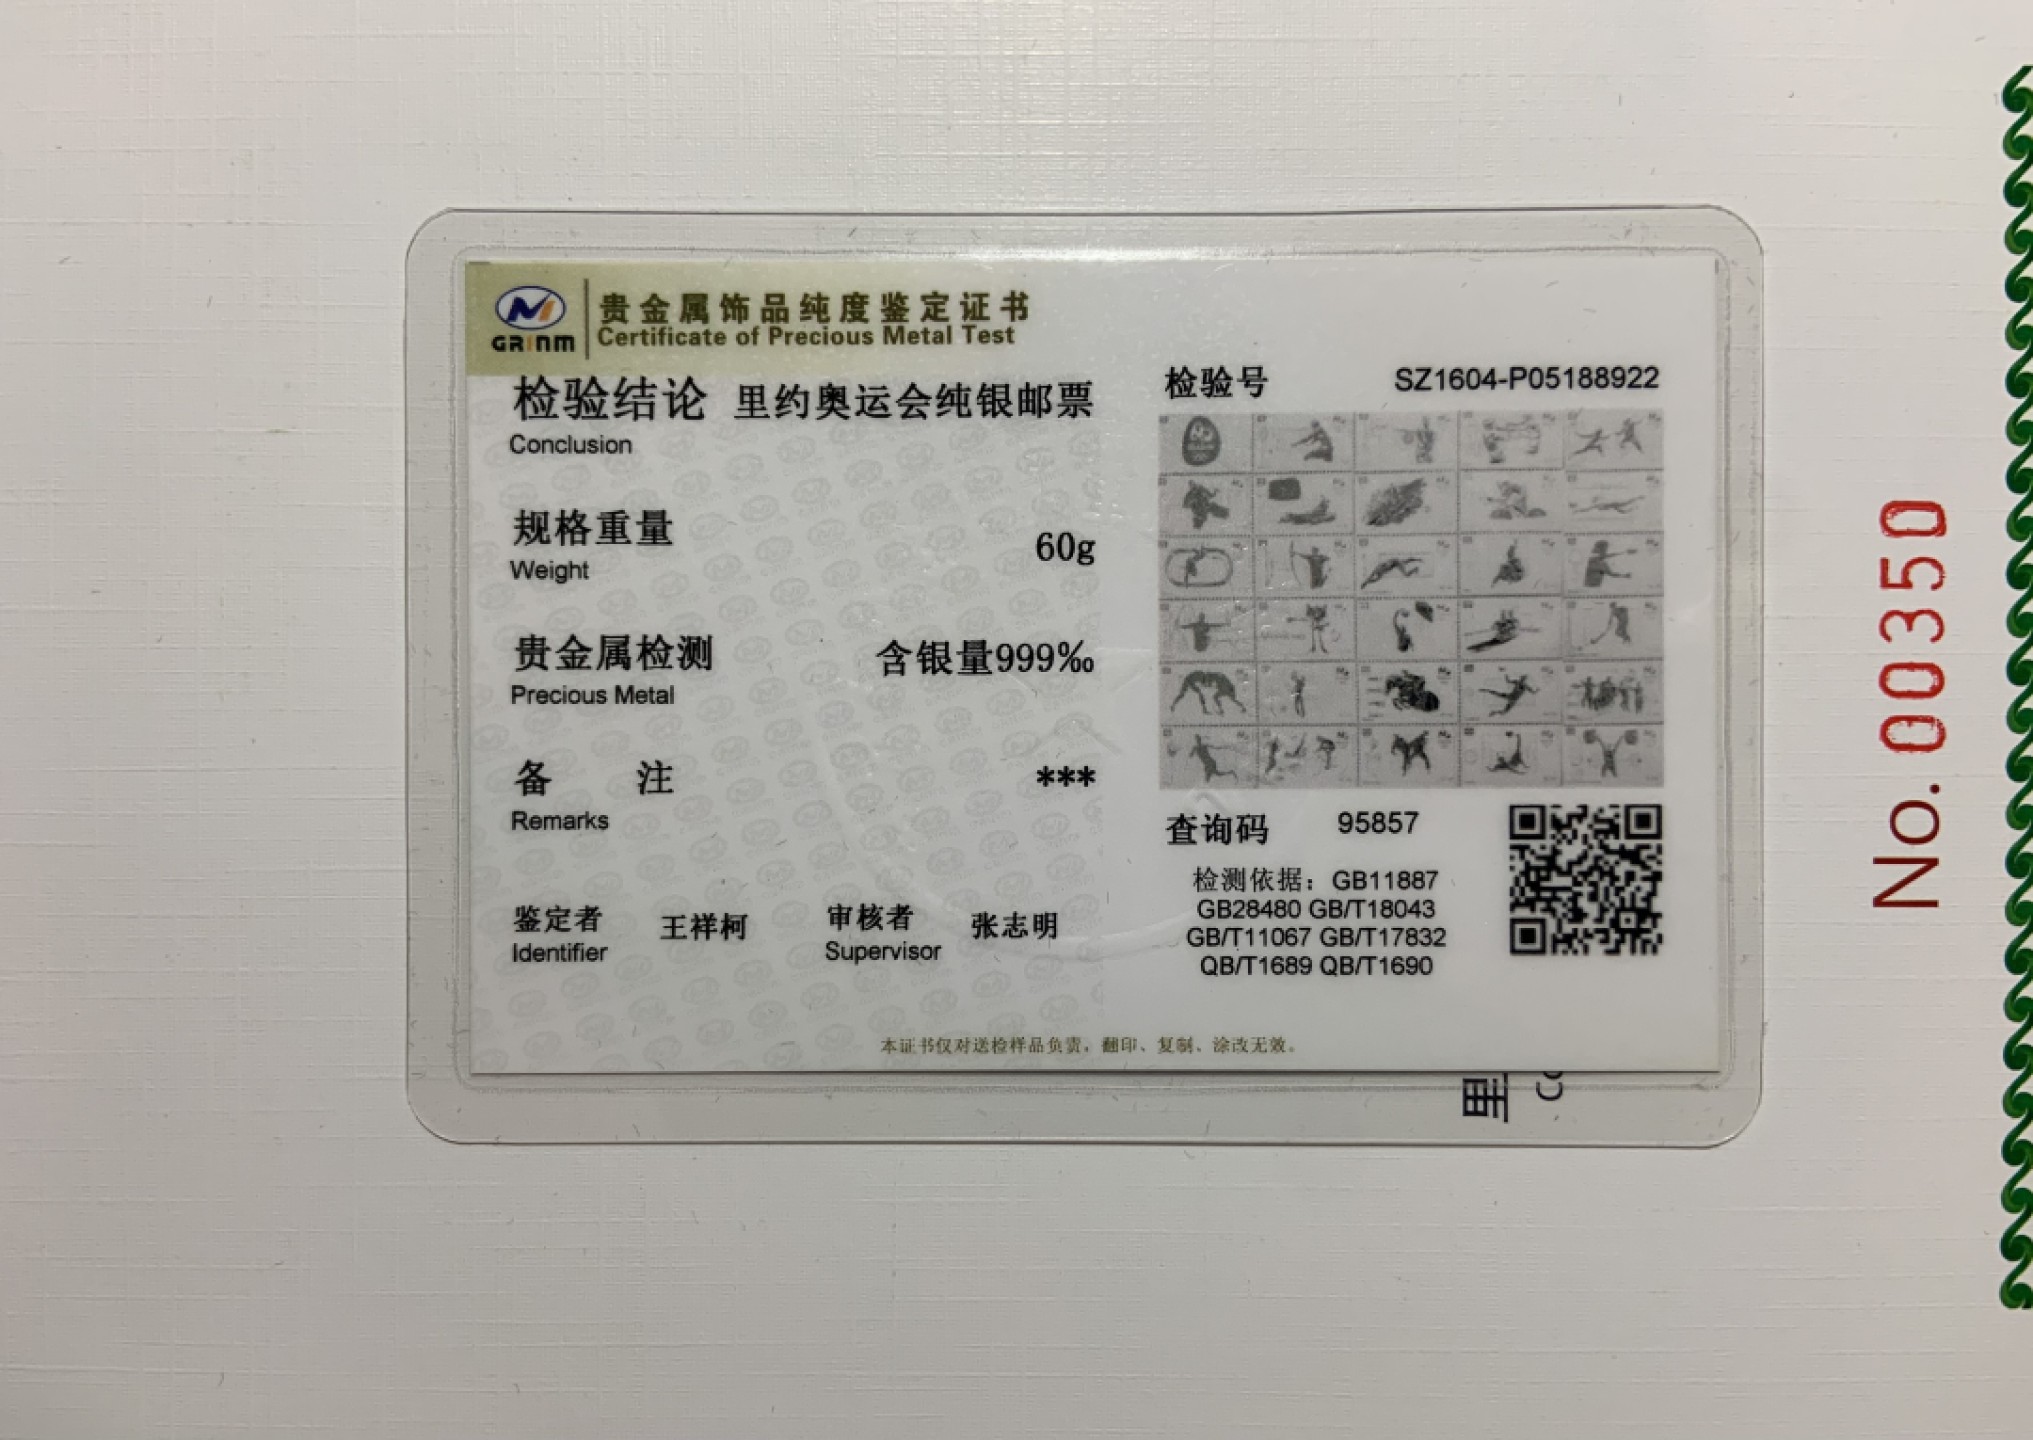 GRINM
贵金属饰品纯度鉴定证书
Certificate of Precious Metal Test
检验结论 里约奥运会纯银邮票
Conclusion
规格重量 60g
Weight
贵金属检测 含银量999‰
Precious Metal
备 注 ***
Remarks
鉴定者 王祥柯 审核者 张志明
Identifier Supervisor
检验号 SZ1604-P05188922
查询码 95857
检测依据：GB11887
GB28480 GB/T18043
GB/T11067 GB/T17832
QB/T1689 QB/T1690
本证书仅对送检样品负责，翻印、复制、涂改无效。
里
CO
No. 00350